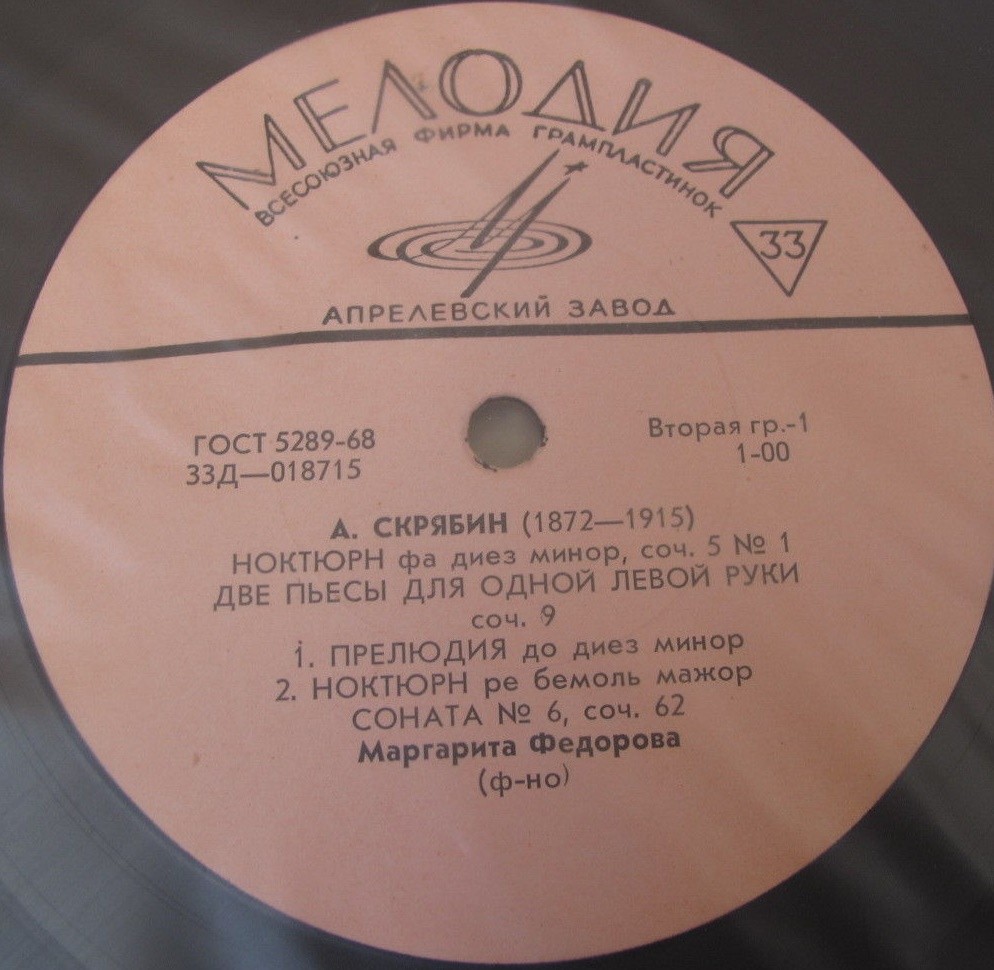 МЕЛОДИЯ
ВСЕСОЮЗНАЯ ФИРМА ГРАМПЛАСТИНОК
33
АПРЕЛЕВСКИЙ ЗАВОД
ГОСТ 5289-68
33Д—018715
Вторая гр.-1
1-00
А. СКРЯБИН (1872—1915)
НОКТЮРН фа диез минор, соч. 5 № 1
ДВЕ ПЬЕСЫ ДЛЯ ОДНОЙ ЛЕВОЙ РУКИ
соч. 9
1. ПРЕЛЮДИЯ до диез минор
2. НОКТЮРН ре бемоль мажор
СОНАТА № 6, соч. 62
Маргарита Федорова
(ф-но)